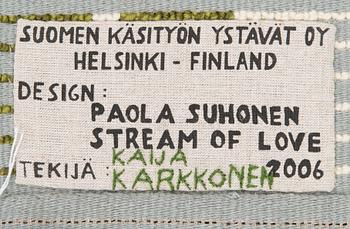 SUOMEN KÄSITYÖN YSTÄVÄT OY
HELSINKI - FINLAND
DESIGN:
PAOLA SUHONEN
STREAM OF LOVE
KAIJA 2006
TEKIJÄ: KARKKONEN